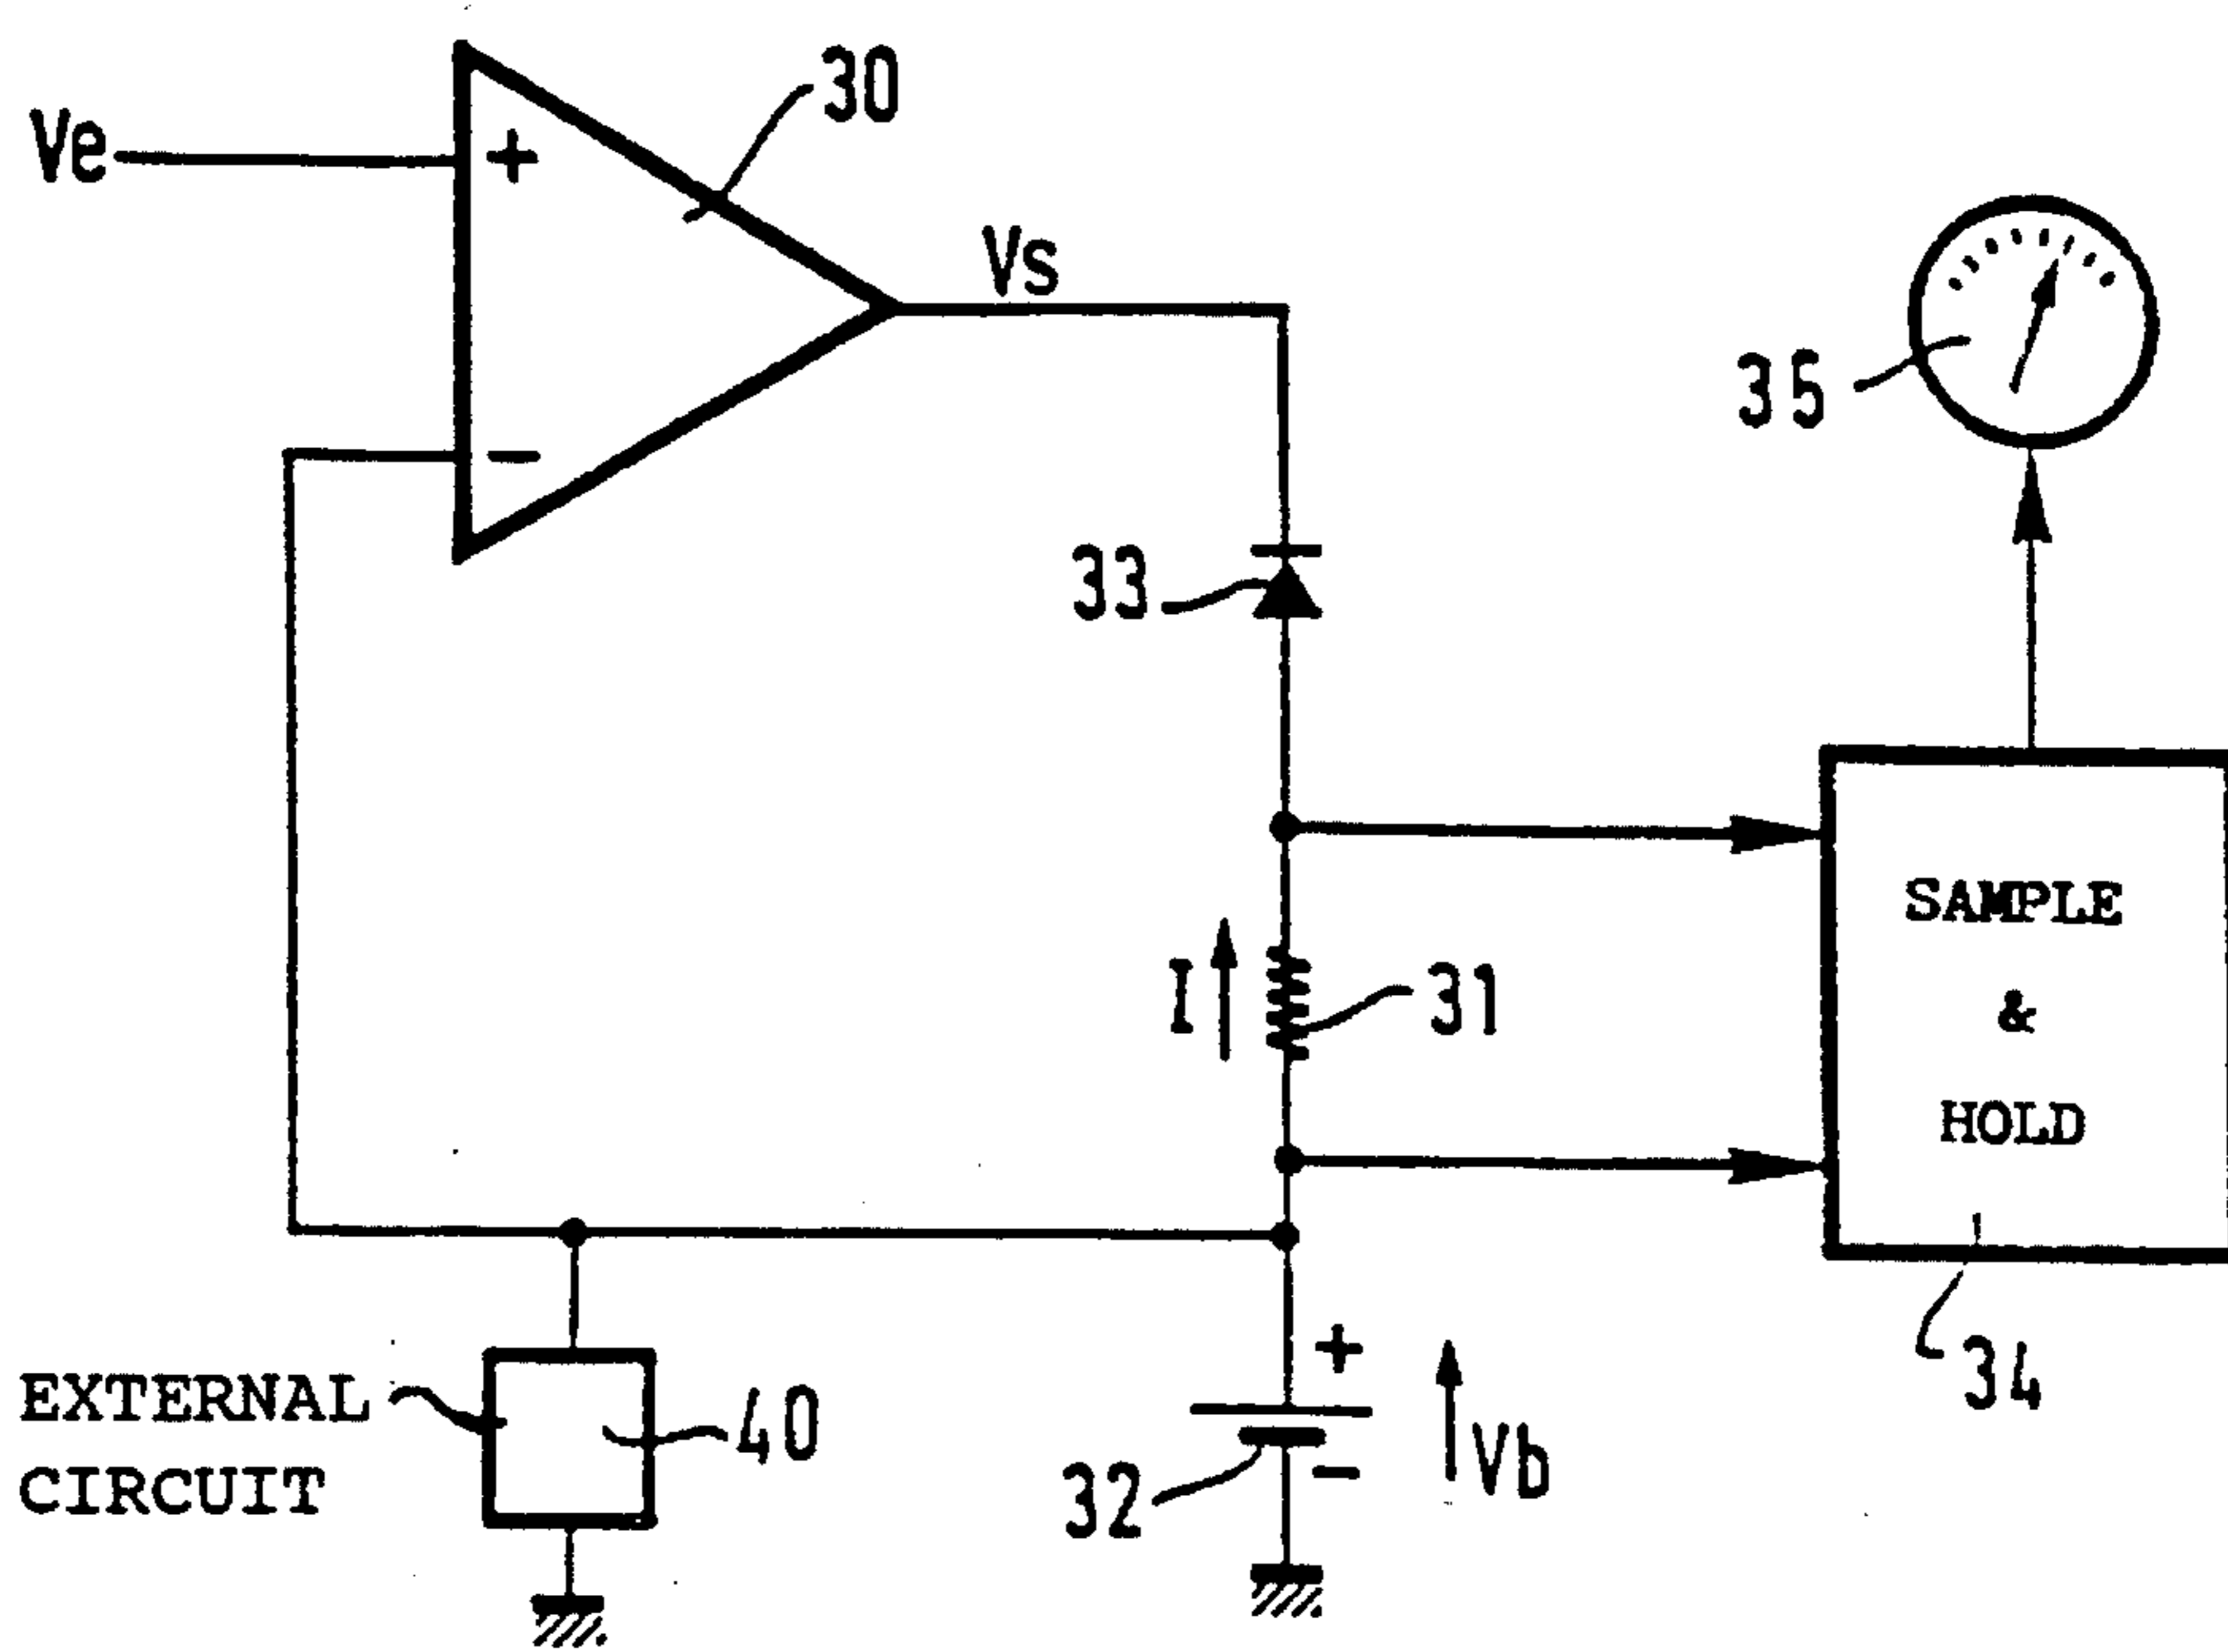 Ve
+
30
Vs
-
35
33
SAMPLE
&
HOLD
I
31
34
EXTERNAL
CIRCUIT
40
+
-
32
Vb